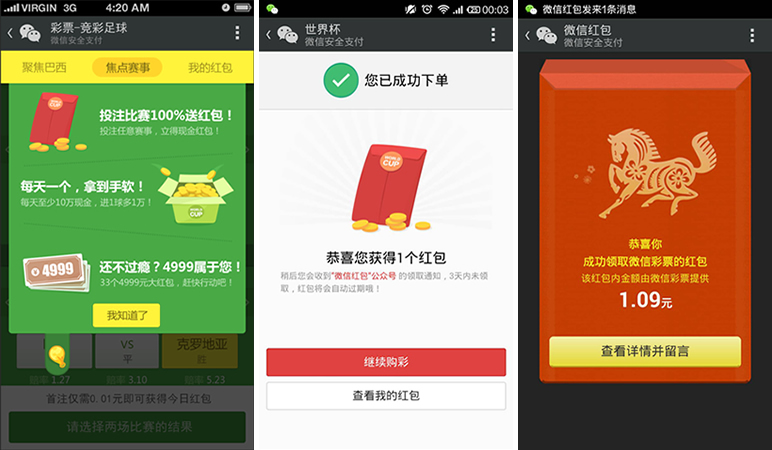 VIRGIN 3G 4:20 AM
彩票-竞彩足球
微信安全支付
聚焦巴西 焦点赛事 我的红包
WORLD CUP
投注比赛100%送红包！
投注任意赛事，立得现金红包！
每天一个，拿到手软！
每天至少10万现金，进1球多1万！
WORLD CUP
¥4999
还不过瘾？4999属于你！
33个4999元大红包，赶快行动吧！
我知道了
VS 克罗地亚
平 胜
赔率 1.27 3.10 赔率 5.23
首注仅需0.01元即可获得今日红包
请选择两场比赛的结果
00:03
世界杯
微信安全支付
您已成功下单
WORLD CUP
恭喜您获得1个红包
稍后您会收到"微信红包"公众号 的领取通知，3天内未领
取，红包将会自动过期哦！
继续购彩
查看我的红包
微信红包发来1条消息
微信红包
微信安全支付
恭喜你
成功领取微信彩票的红包
该红包内金额由微信彩票提供
1.09元
查看详情并留言